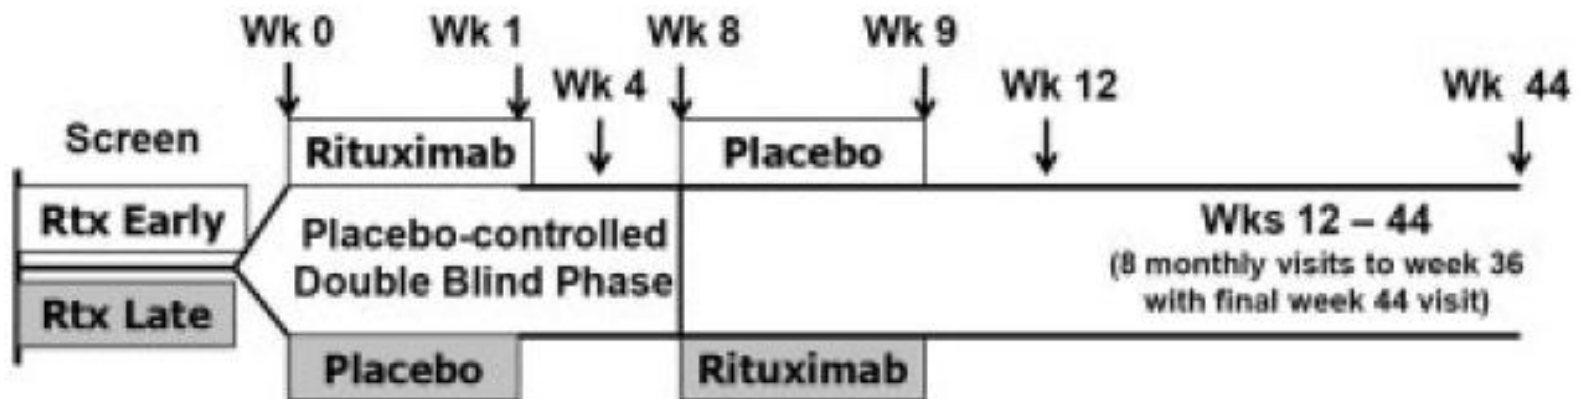 Wk 0
Wk 1
Wk 4
Wk 8
Wk 9
Wk 12
Wk 44
Screen
Rituximab
Placebo
Rtx Early
Placebo-controlled
Double Blind Phase
Wks 12 – 44
(8 monthly visits to week 36
with final week 44 visit)
Rtx Late
Placebo
Rituximab